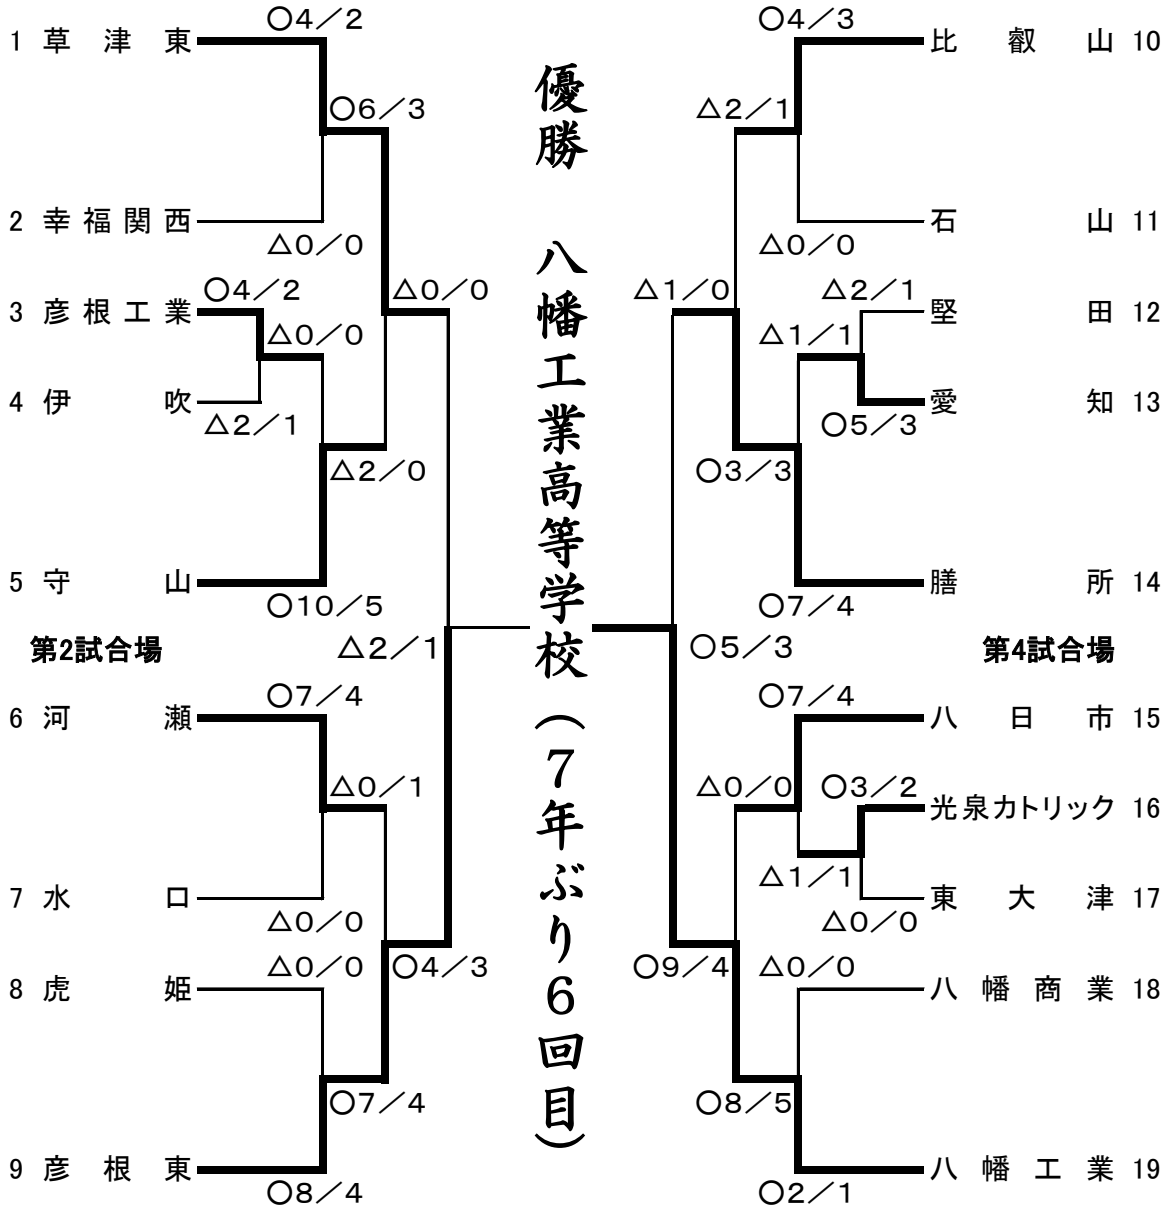 ○4／2
1 草津東
○6／3
2 幸福関西
△0／0
○4／2
3 彦根工業
△0／0
△0／0
4 伊吹
△2／1
△2／0
5 守山
○10／5
第2試合場
△2／1
○7／4
6 河瀬
△0／1
7 水口
△0／0
△0／0
8 虎姫
○4／3
○7／4
9 彦根東
○8／4
優勝 八幡工業高等学校（7年ぶり6回目）
○4／3
比叡山 10
△2／1
石山 11
△0／0
△1／0
△2／1
堅田 12
△1／1
愛知 13
○5／3
○3／3
膳所 14
○7／4
○5／3
第4試合場
○7／4
八日市 15
△0／0
○3／2
光泉カトリック 16
△1／1
東大津 17
△0／0
○9／4
△0／0
八幡商業 18
○8／5
八幡工業 19
○2／1